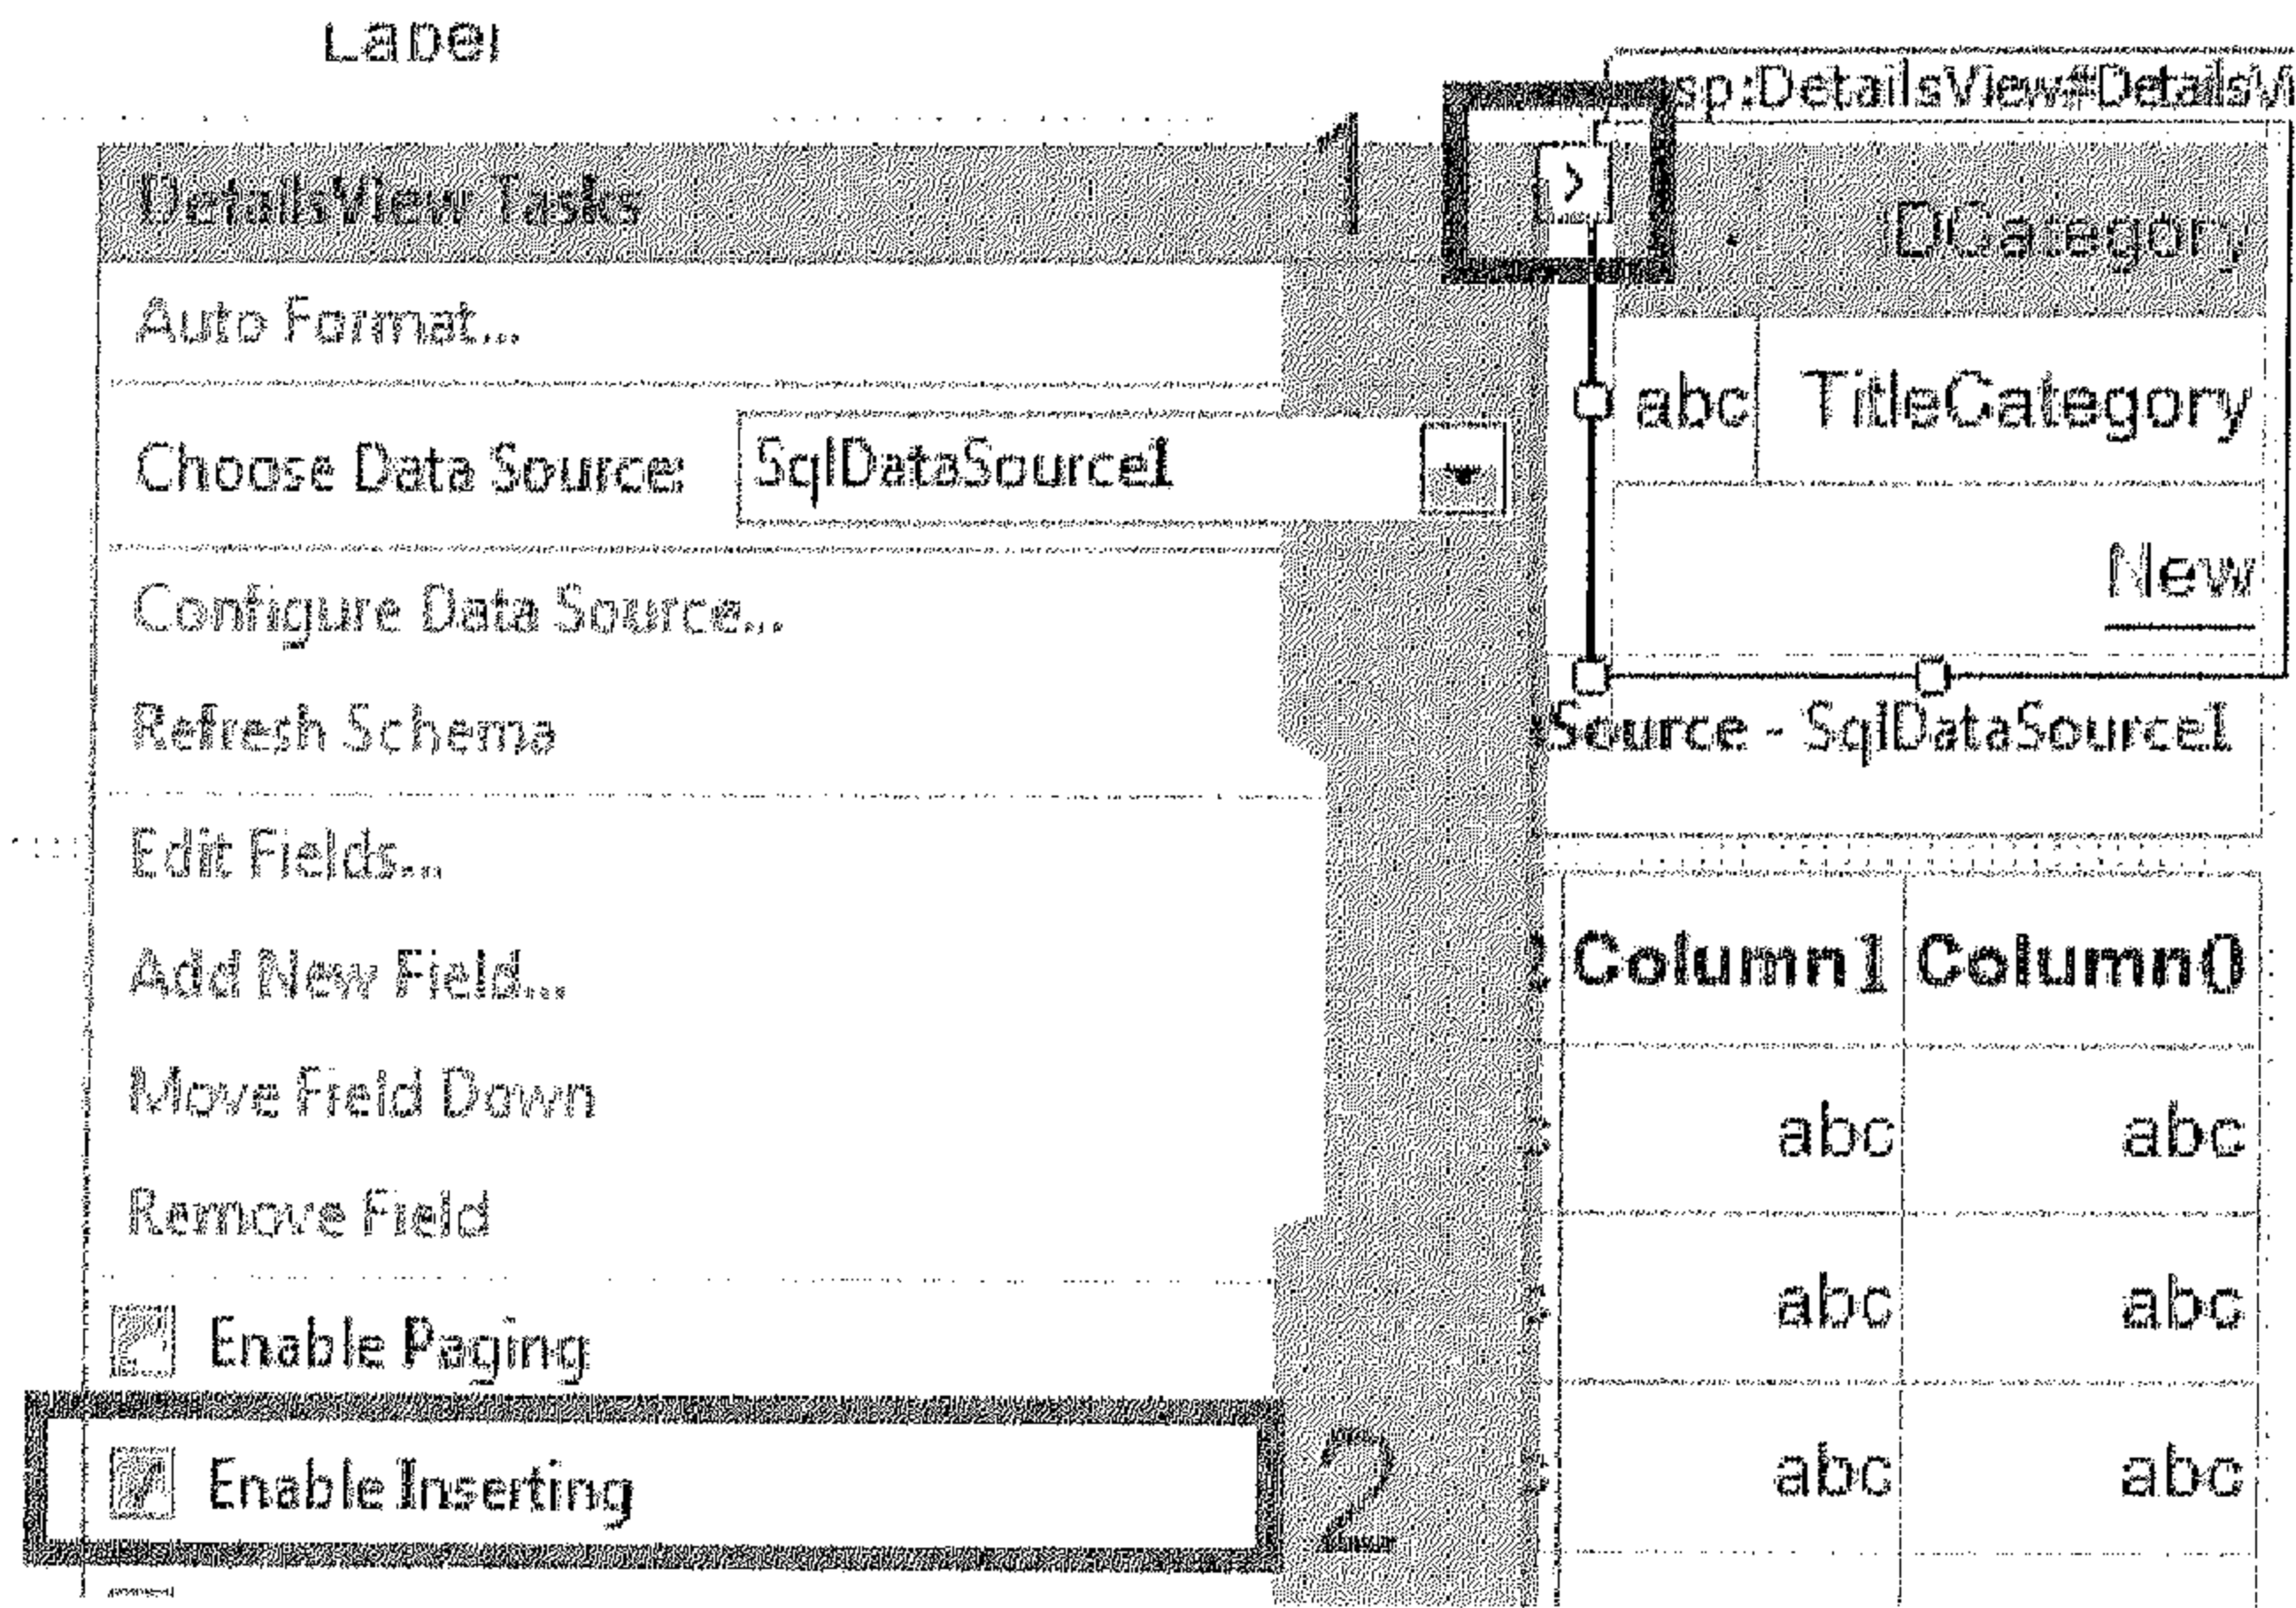 Label
asp:DetailsView#DetailsVi
1
DetailsView Tasks
IDCategory
Auto Format...
abc TitleCategory
Choose Data Source: SqlDataSource1
New
Configure Data Source...
Refresh Schema
Source - SqlDataSource1
Edit Fields...
Add New Field...
Column1 Column0
Move Field Down
abc abc
Remove Field
abc abc
Enable Paging
Enable Inserting
2
abc abc